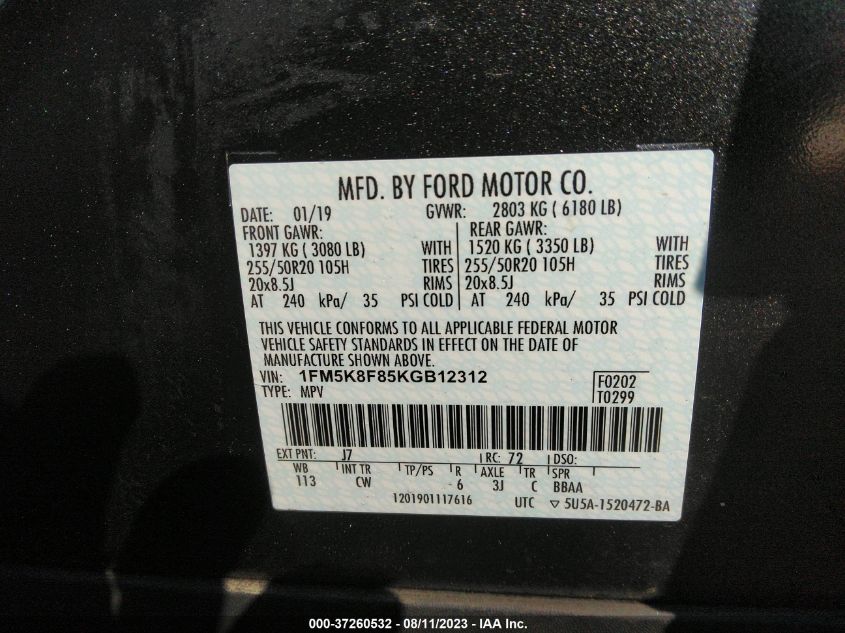 MFD. BY FORD MOTOR CO.
DATE: 01/19 GVWR: 2803 KG ( 6180 LB)
FRONT GAWR: REAR GAWR:
1397 KG ( 3080 LB) WITH 1520 KG ( 3350 LB) WITH
255/50R20 105H TIRES 255/50R20 105H TIRES
20x8.5J RIMS 20x8.5J RIMS
AT 240 kPa/ 35 PSI COLD AT 240 kPa/ 35 PSI COLD
THIS VEHICLE CONFORMS TO ALL APPLICABLE FEDERAL MOTOR
VEHICLE SAFETY STANDARDS IN EFFECT ON THE DATE OF
MANUFACTURE SHOWN ABOVE.
VIN: 1FM5K8F85KGB12312 F0202
TYPE: MPV T0299
EXT PNT: J7 RC: 72 DSO:
WB INT TR TP/PS R AXLE TR SPR
113 CW - 6 3J C BBAA
1201901117616 UTC ▽ 5U5A-1520472-BA
000-37260532 - 08/11/2023 - IAA Inc.